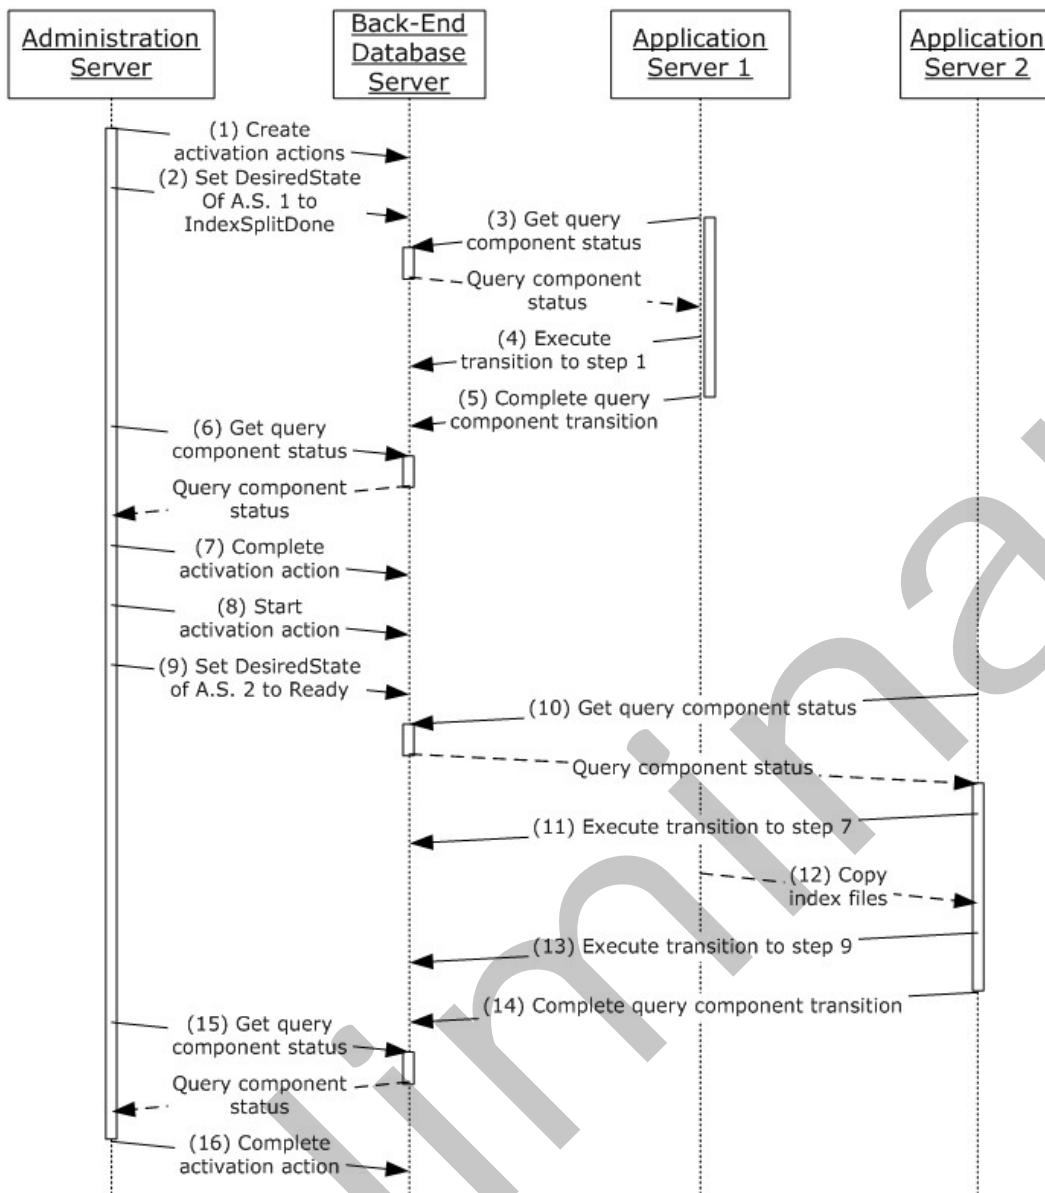 Administration
Server
Back-End
Database
Server
Application
Server 1
Application
Server 2
(1) Create
activation actions
(2) Set DesiredState
Of A.S. 1 to
IndexSplitDone
(3) Get query
component status
Query component
status
(4) Execute
transition to step 1
(5) Complete query
component transition
(6) Get query
component status
Query component
status
(7) Complete
activation action
(8) Start
activation action
(9) Set DesiredState
of A.S. 2 to Ready
(10) Get query component status
Query component status
(11) Execute transition to step 7
(12) Copy
index files
(13) Execute transition to step 9
(14) Complete query component transition
(15) Get query
component status
Query component
status
(16) Complete
activation action